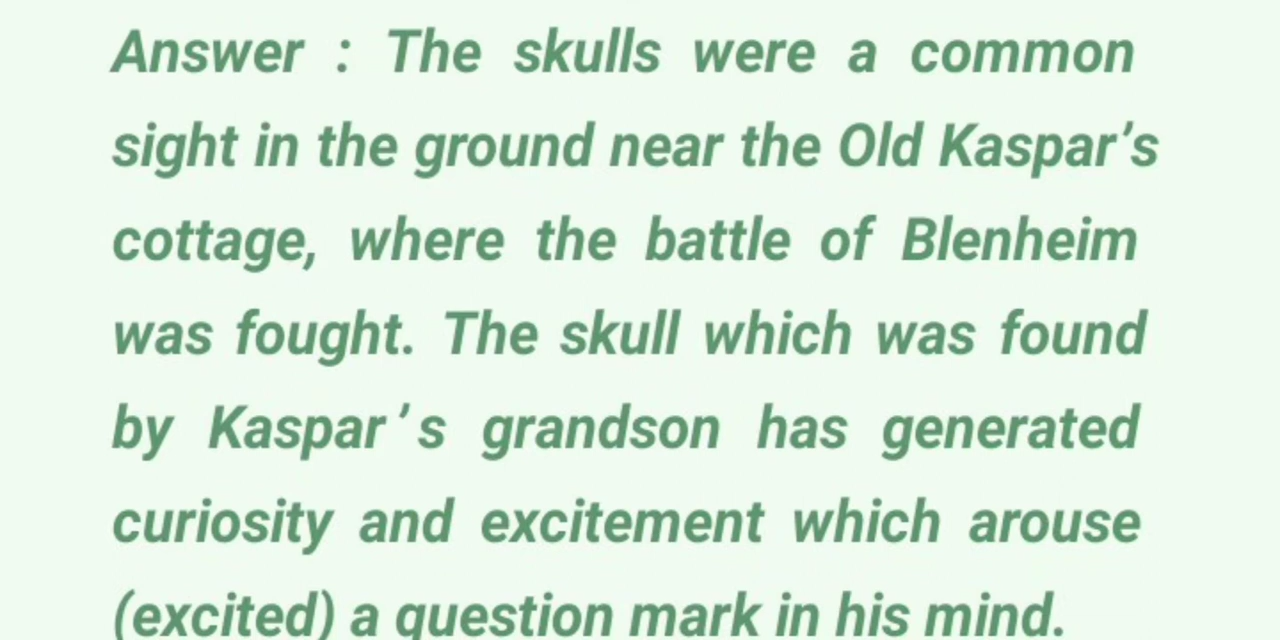 Answer : The skulls were a common
sight in the ground near the Old Kaspar’s
cottage, where the battle of Blenheim
was fought. The skull which was found
by Kaspar ’ s grandson has generated
curiosity and excitement which arouse
(excited) a question mark in his mind.